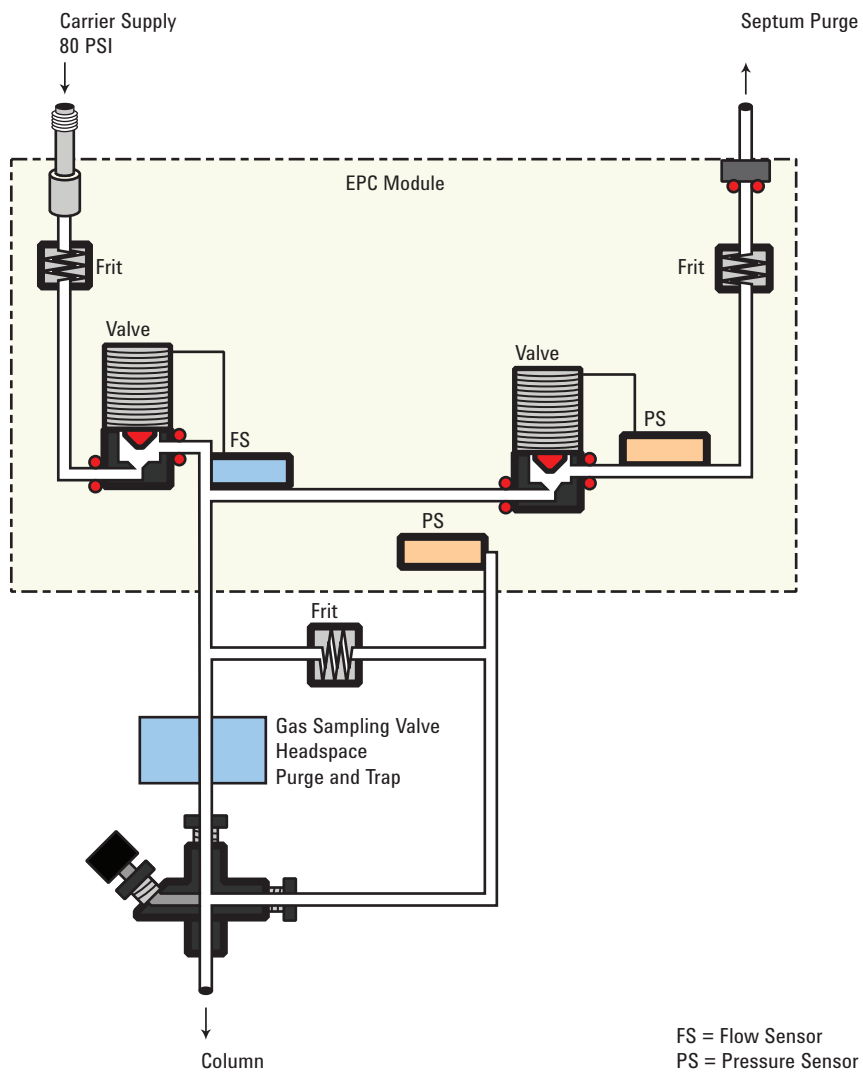 Carrier Supply
80 PSI
Septum Purge
EPC Module
Frit
Frit
Valve
Valve
FS
PS
PS
Frit
Gas Sampling Valve
Headspace
Purge and Trap
Column
FS = Flow Sensor
PS = Pressure Sensor